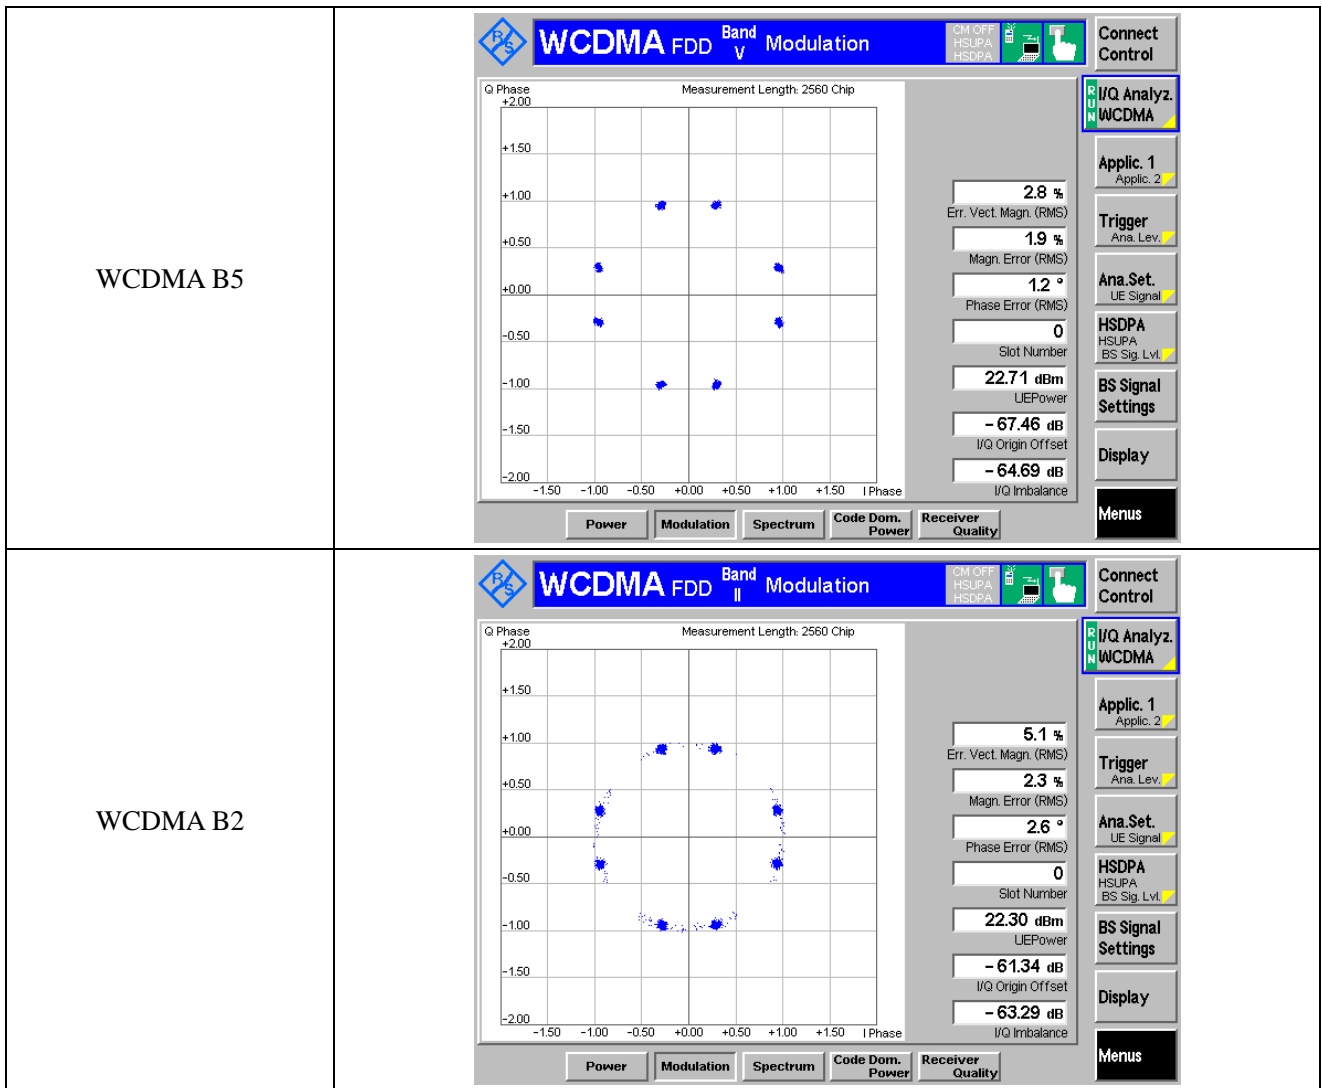 WCDMA B5
R&S
WCDMA FDD Band V Modulation
CM OFF
HSUPA
HSDPA
Connect Control
Q Phase
Measurement Length: 2560 Chip
+2.00
+1.50
+1.00
+0.50
+0.00
-0.50
-1.00
-1.50
-2.00
-1.50 -1.00 -0.50 +0.00 +0.50 +1.00 +1.50 I Phase
2.8 %
Err. Vect. Magn. (RMS)
1.9 %
Magn. Error (RMS)
1.2 °
Phase Error (RMS)
0
Slot Number
22.71 dBm
UEPower
-67.46 dB
I/Q Origin Offset
-64.69 dB
I/Q Imbalance
RUN
I/Q Analyz.
WCDMA
Applic. 1
Applic. 2
Trigger
Ana. Lev.
Ana.Set.
UE Signal
HSDPA
HSUPA
BS Sig. Lvl.
BS Signal
Settings
Display
Menus
Power Modulation Spectrum Code Dom. Power Receiver Quality
WCDMA B2
R&S
WCDMA FDD Band II Modulation
CM OFF
HSUPA
HSDPA
Connect Control
Q Phase
Measurement Length: 2560 Chip
+2.00
+1.50
+1.00
+0.50
+0.00
-0.50
-1.00
-1.50
-2.00
-1.50 -1.00 -0.50 +0.00 +0.50 +1.00 +1.50 I Phase
5.1 %
Err. Vect. Magn. (RMS)
2.3 %
Magn. Error (RMS)
2.6 °
Phase Error (RMS)
0
Slot Number
22.30 dBm
UEPower
-61.34 dB
I/Q Origin Offset
-63.29 dB
I/Q Imbalance
RUN
I/Q Analyz.
WCDMA
Applic. 1
Applic. 2
Trigger
Ana. Lev.
Ana.Set.
UE Signal
HSDPA
HSUPA
BS Sig. Lvl.
BS Signal
Settings
Display
Menus
Power Modulation Spectrum Code Dom. Power Receiver Quality